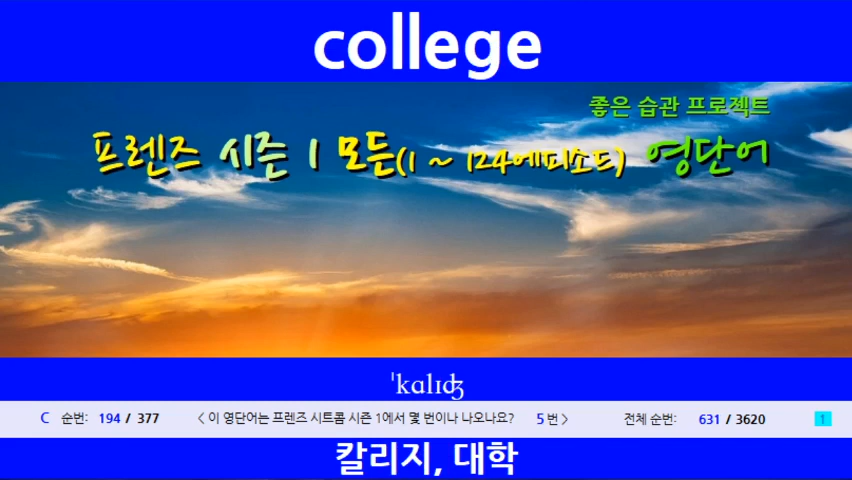 college
좋은 습관 프로젝트
프렌즈 시즌 1 모든(1 ~ 124에피소드) 영단어
ˈkɑlɪʤ
C 순번: 194 / 377 < 이 영단어는 프렌즈 시트콤 시즌 1에서 몇 번이나 나오나요? 5 번 > 전체 순번: 631 / 3620 1
칼리지, 대학